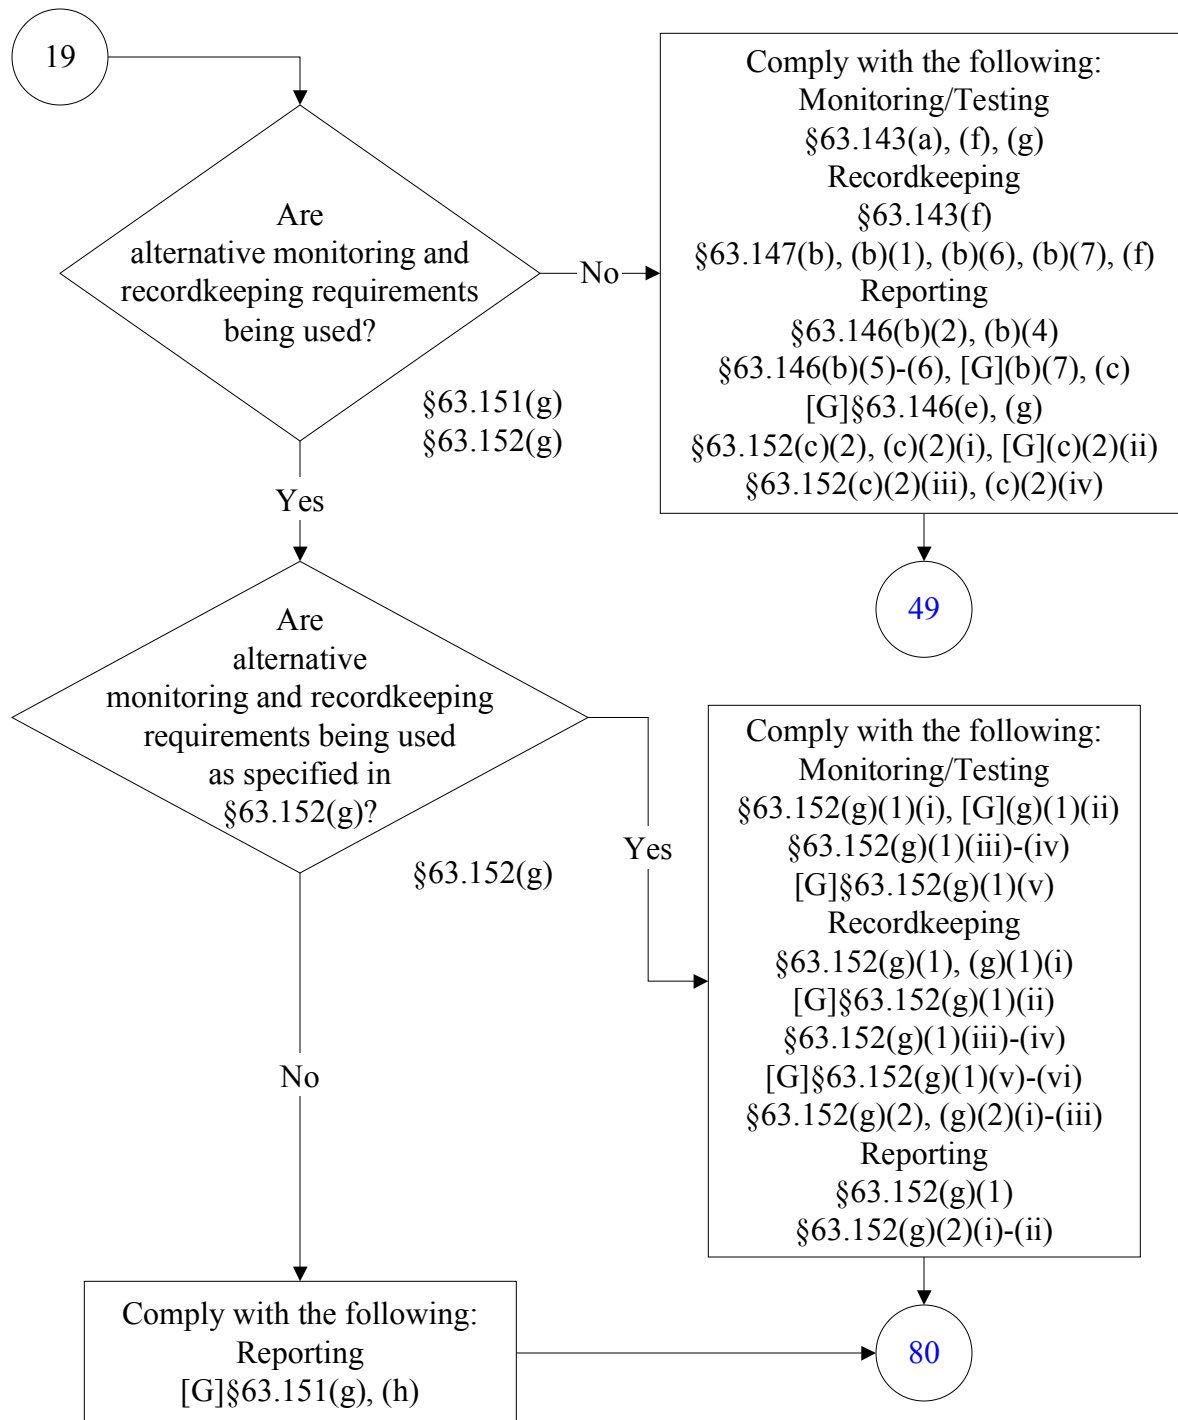 19
Are
alternative monitoring and
recordkeeping requirements
being used?
§63.151(g)
§63.152(g)
No
Comply with the following:
Monitoring/Testing
§63.143(a), (f), (g)
Recordkeeping
§63.143(f)
§63.147(b), (b)(1), (b)(6), (b)(7), (f)
Reporting
§63.146(b)(2), (b)(4)
§63.146(b)(5)-(6), [G](b)(7), (c)
[G]§63.146(e), (g)
§63.152(c)(2), (c)(2)(i), [G](c)(2)(ii)
§63.152(c)(2)(iii), (c)(2)(iv)
49
Yes
Are
alternative
monitoring and recordkeeping
requirements being used
as specified in
§63.152(g)?
§63.152(g)
Yes
Comply with the following:
Monitoring/Testing
§63.152(g)(1)(i), [G](g)(1)(ii)
§63.152(g)(1)(iii)-(iv)
[G]§63.152(g)(1)(v)
Recordkeeping
§63.152(g)(1), (g)(1)(i)
[G]§63.152(g)(1)(ii)
§63.152(g)(1)(iii)-(iv)
[G]§63.152(g)(1)(v)-(vi)
§63.152(g)(2), (g)(2)(i)-(iii)
Reporting
§63.152(g)(1)
§63.152(g)(2)(i)-(ii)
No
Comply with the following:
Reporting
[G]§63.151(g), (h)
80